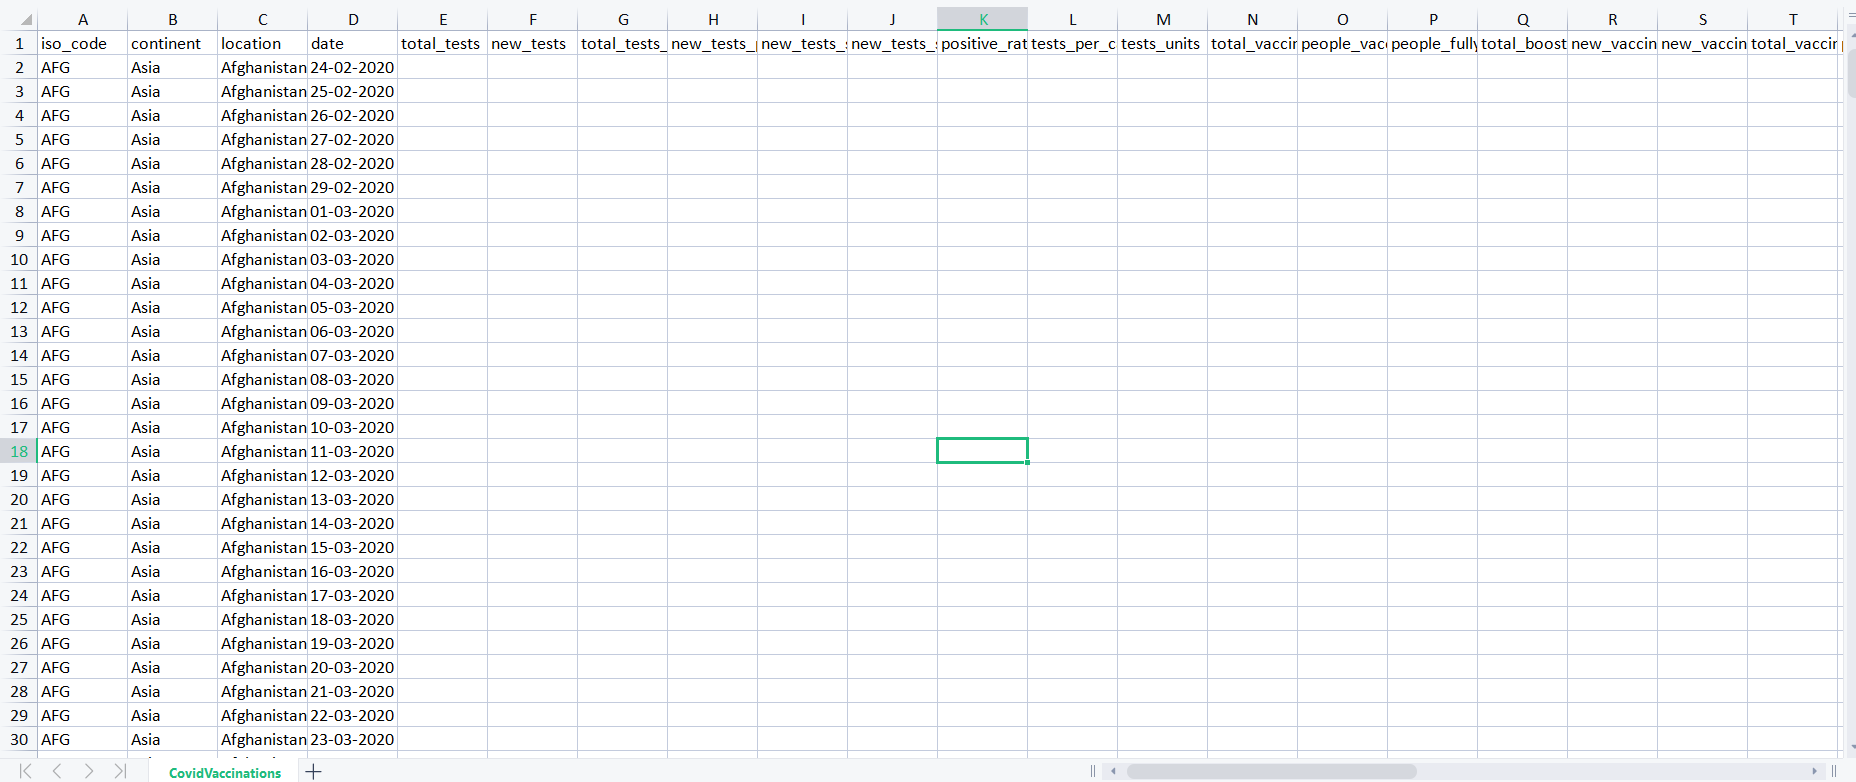 A B C D E F G H I J K L M N O P Q R S T
1 iso_code continent location date total_tests new_tests total_tests_ new_tests_ new_tests_ new_tests_ positive_rat tests_per_c tests_units total_vaccin people_vac people_fully total_boost new_vaccin new_vaccin total_vaccin
2 AFG Asia Afghanistan 24-02-2020
3 AFG Asia Afghanistan 25-02-2020
4 AFG Asia Afghanistan 26-02-2020
5 AFG Asia Afghanistan 27-02-2020
6 AFG Asia Afghanistan 28-02-2020
7 AFG Asia Afghanistan 29-02-2020
8 AFG Asia Afghanistan 01-03-2020
9 AFG Asia Afghanistan 02-03-2020
10 AFG Asia Afghanistan 03-03-2020
11 AFG Asia Afghanistan 04-03-2020
12 AFG Asia Afghanistan 05-03-2020
13 AFG Asia Afghanistan 06-03-2020
14 AFG Asia Afghanistan 07-03-2020
15 AFG Asia Afghanistan 08-03-2020
16 AFG Asia Afghanistan 09-03-2020
17 AFG Asia Afghanistan 10-03-2020
18 AFG Asia Afghanistan 11-03-2020
19 AFG Asia Afghanistan 12-03-2020
20 AFG Asia Afghanistan 13-03-2020
21 AFG Asia Afghanistan 14-03-2020
22 AFG Asia Afghanistan 15-03-2020
23 AFG Asia Afghanistan 16-03-2020
24 AFG Asia Afghanistan 17-03-2020
25 AFG Asia Afghanistan 18-03-2020
26 AFG Asia Afghanistan 19-03-2020
27 AFG Asia Afghanistan 20-03-2020
28 AFG Asia Afghanistan 21-03-2020
29 AFG Asia Afghanistan 22-03-2020
30 AFG Asia Afghanistan 23-03-2020
CovidVaccinations